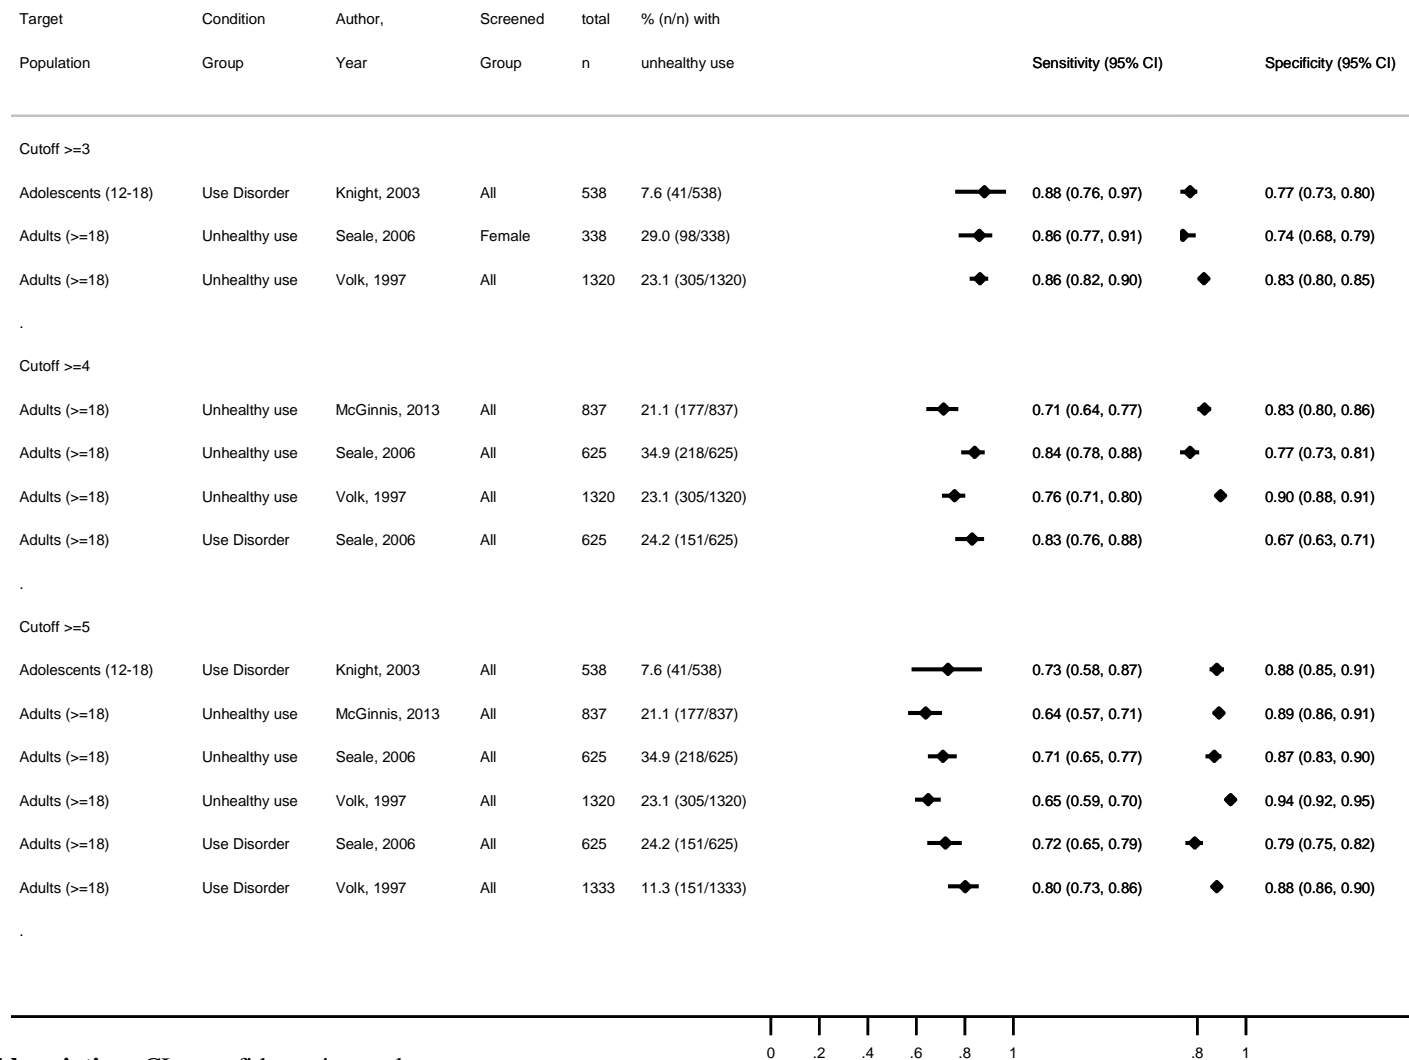 Target Condition Author, Screened total % (n/n) with
Population Group Year Group n unhealthy use Sensitivity (95% CI) Specificity (95% CI)
Cutoff >=3
Adolescents (12-18) Use Disorder Knight, 2003 All 538 7.6 (41/538) 0.88 (0.76, 0.97) 0.77 (0.73, 0.80)
Adults (>=18) Unhealthy use Seale, 2006 Female 338 29.0 (98/338) 0.86 (0.77, 0.91) 0.74 (0.68, 0.79)
Adults (>=18) Unhealthy use Volk, 1997 All 1320 23.1 (305/1320) 0.86 (0.82, 0.90) 0.83 (0.80, 0.85)
.
Cutoff >=4
Adults (>=18) Unhealthy use McGinnis, 2013 All 837 21.1 (177/837) 0.71 (0.64, 0.77) 0.83 (0.80, 0.86)
Adults (>=18) Unhealthy use Seale, 2006 All 625 34.9 (218/625) 0.84 (0.78, 0.88) 0.77 (0.73, 0.81)
Adults (>=18) Unhealthy use Volk, 1997 All 1320 23.1 (305/1320) 0.76 (0.71, 0.80) 0.90 (0.88, 0.91)
Adults (>=18) Use Disorder Seale, 2006 All 625 24.2 (151/625) 0.83 (0.76, 0.88) 0.67 (0.63, 0.71)
.
Cutoff >=5
Adolescents (12-18) Use Disorder Knight, 2003 All 538 7.6 (41/538) 0.73 (0.58, 0.87) 0.88 (0.85, 0.91)
Adults (>=18) Unhealthy use McGinnis, 2013 All 837 21.1 (177/837) 0.64 (0.57, 0.71) 0.89 (0.86, 0.91)
Adults (>=18) Unhealthy use Seale, 2006 All 625 34.9 (218/625) 0.71 (0.65, 0.77) 0.87 (0.83, 0.90)
Adults (>=18) Unhealthy use Volk, 1997 All 1320 23.1 (305/1320) 0.65 (0.59, 0.70) 0.94 (0.92, 0.95)
Adults (>=18) Use Disorder Seale, 2006 All 625 24.2 (151/625) 0.72 (0.65, 0.79) 0.79 (0.75, 0.82)
Adults (>=18) Use Disorder Volk, 1997 All 1333 11.3 (151/1333) 0.80 (0.73, 0.86) 0.88 (0.86, 0.90)
.
0 .2 .4 .6 .8 1 .8 1